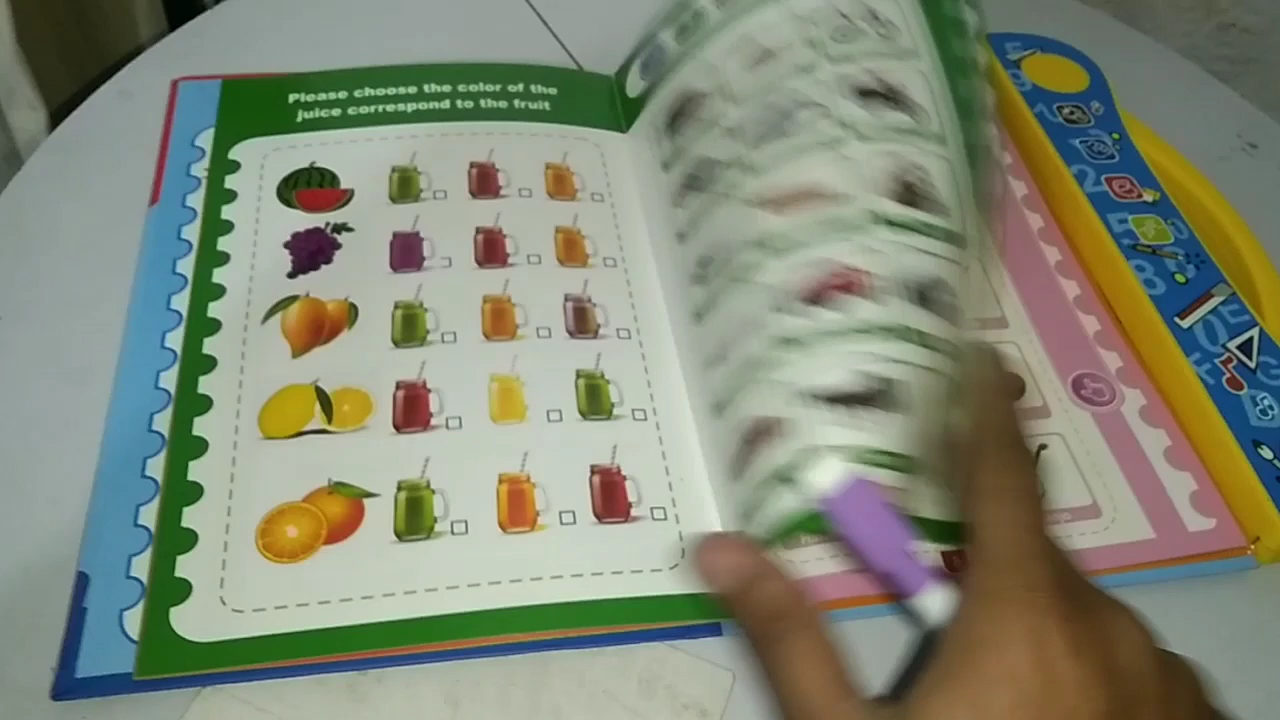 Please choose the color of the
juice correspond to the fruit